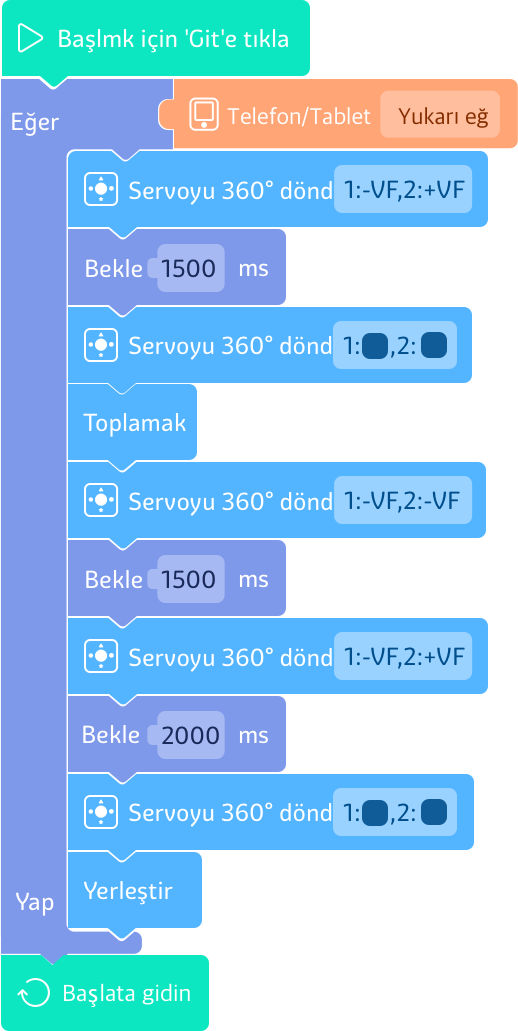 Başlmk için 'Git'e tıkla
Eğer Telefon/Tablet Yukarı eğ
Servoyu 360° dönd 1:-VF,2:+VF
Bekle 1500 ms
Servoyu 360° dönd 1: ,2:
Toplamak
Servoyu 360° dönd 1:-VF,2:-VF
Bekle 1500 ms
Servoyu 360° dönd 1:-VF,2:+VF
Bekle 2000 ms
Servoyu 360° dönd 1: ,2:
Yerleştir
Yap
Başlata gidin